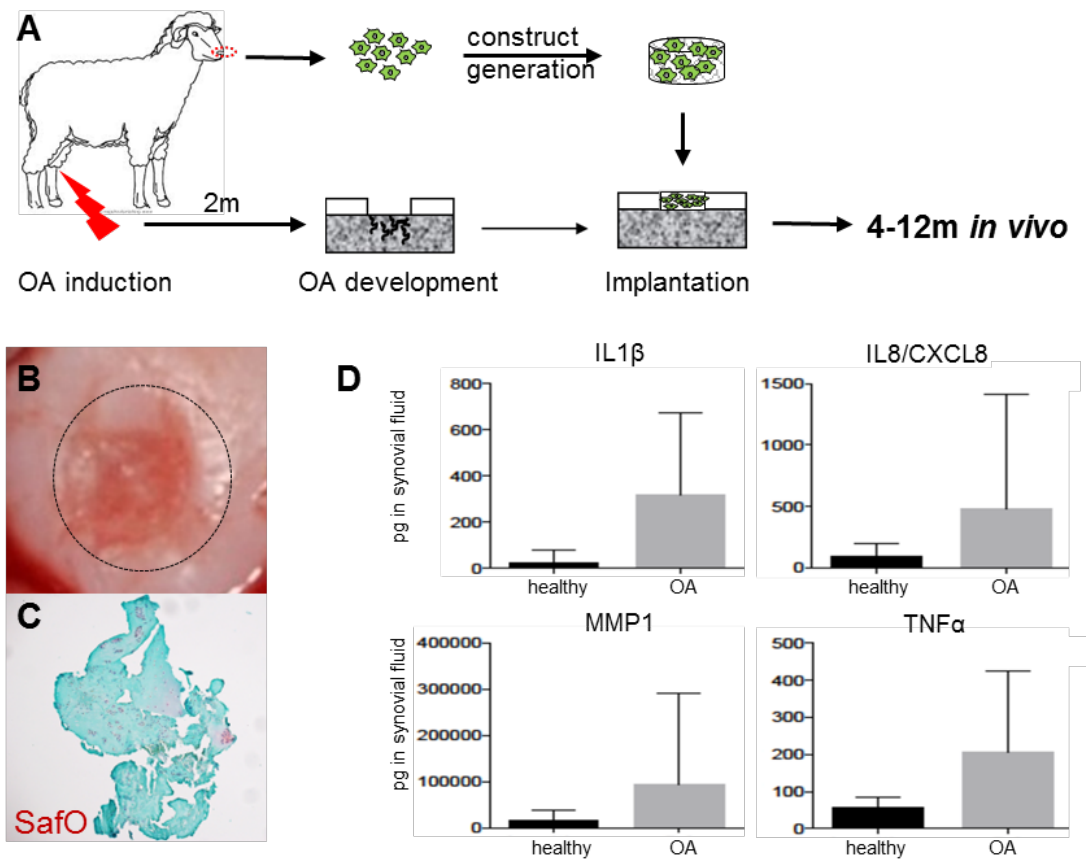 A
construct
generation
2m
4-12m in vivo
OA induction
OA development
Implantation
B
C
SafO
D
IL1β
pg in synovial fluid
800
600
400
200
0
healthy
OA
IL8/CXCL8
1500
1000
500
0
healthy
OA
MMP1
pg in synovial fluid
400000
300000
200000
100000
0
healthy
OA
TNFα
500
400
300
200
100
0
healthy
OA